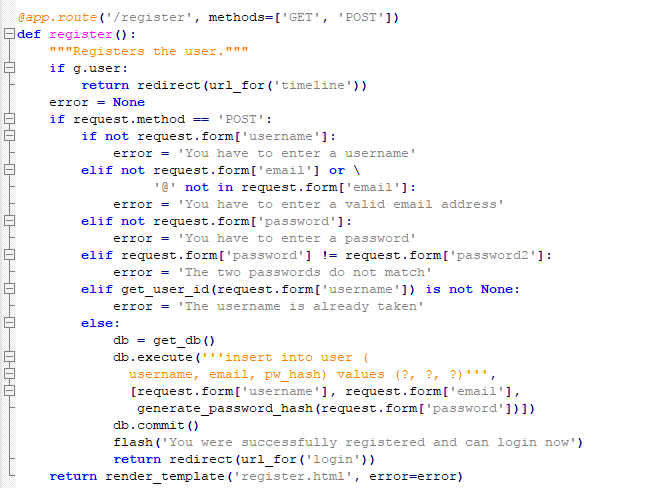 @app.route('/register', methods=['GET', 'POST'])
def register():
    """Registers the user."""
    if g.user:
        return redirect(url_for('timeline'))
    error = None
    if request.method == 'POST':
        if not request.form['username']:
            error = 'You have to enter a username'
        elif not request.form['email'] or \
                 '@' not in request.form['email']:
            error = 'You have to enter a valid email address'
        elif not request.form['password']:
            error = 'You have to enter a password'
        elif request.form['password'] != request.form['password2']:
            error = 'The two passwords do not match'
        elif get_user_id(request.form['username']) is not None:
            error = 'The username is already taken'
        else:
            db = get_db()
            db.execute('''insert into user (
              username, email, pw_hash) values (?, ?, ?)''',
              [request.form['username'], request.form['email'],
               generate_password_hash(request.form['password'])])
            db.commit()
            flash('You were successfully registered and can login now')
            return redirect(url_for('login'))
    return render_template('register.html', error=error)